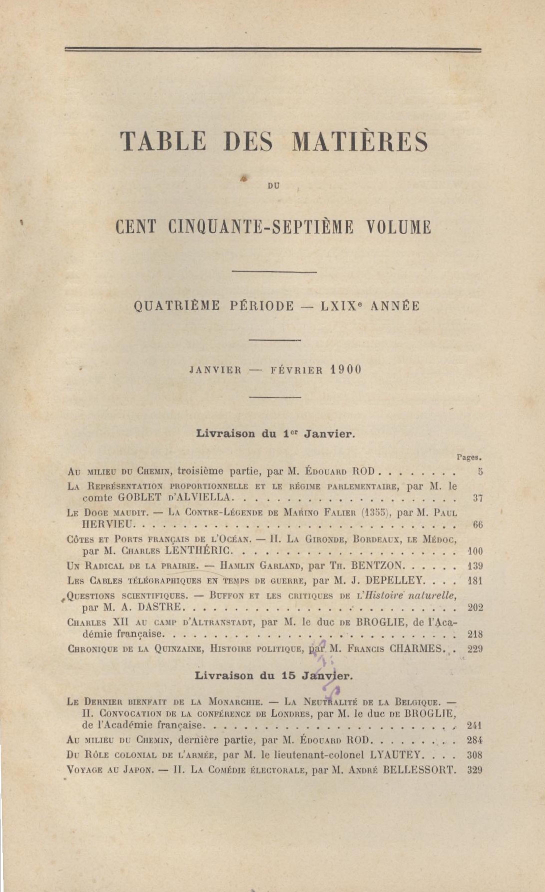 TABLE DES MATIÈRES
DU
CENT CINQUANTE-SEPTIÈME VOLUME
QUATRIÈME PÉRIODE — LXIXe ANNÉE
JANVIER — FÉVRIER 1900
Livraison du 1er Janvier.
Pages.
AU MILIEU DU CHEMIN, troisième partie, par M. ÉDOUARD ROD . . . . . . . . 5
LA REPRÉSENTATION PROPORTIONNELLE ET LE RÉGIME PARLEMENTAIRE, par M. le
comte GOBLET D'ALVIELLA. . . . . . . . . . . . . . . . . . . . . . . 37
LE DOGE MAUDIT. — LA CONTRE-LÉGENDE DE MARINO FALIER (1355), par M. PAUL
HERVIEU. . . . . . . . . . . . . . . . . . . . . . . . . . . . . . . . 66
CÔTES ET PORTS FRANÇAIS DE L'OCÉAN. — II. LA GIRONDE, BORDEAUX, LE MÉDOC,
par M. CHARLES LENTHÉRIC. . . . . . . . . . . . . . . . . . . . . . . 100
UN RADICAL DE LA PRAIRIE. — HAMLIN GARLAND, par TH. BENTZON. . . . . . 139
LES CABLES TÉLÉGRAPHIQUES EN TEMPS DE GUERRE, par M. J. DEPELLEY. . . . 181
QUESTIONS SCIENTIFIQUES. — BUFFON ET LES CRITIQUES DE L'Histoire naturelle,
par M. A. DASTRE. . . . . . . . . . . . . . . . . . . . . . . . . . . 202
CHARLES XII AU CAMP D'ALTRANSTADT, par M. le duc DE BROGLIE, de l'Aca-
démie française. . . . . . . . . . . . . . . . . . . . . . . . . . . . . 218
CHRONIQUE DE LA QUINZAINE, HISTOIRE POLITIQUE, par M. FRANCIS CHARMES. . . 229
Livraison du 15 Janvier.
LE DERNIER BIENFAIT DE LA MONARCHIE. — LA NEUTRALITÉ DE LA BELGIQUE. —
II. CONVOCATION DE LA CONFÉRENCE DE LONDRES, par M. le duc DE BROGLIE,
de l'Académie française. . . . . . . . . . . . . . . . . . . . . . . . . 241
AU MILIEU DU CHEMIN, dernière partie, par M. ÉDOUARD ROD. . . . . . . . . 284
DU RÔLE COLONIAL DE L'ARMÉE, par M. le lieutenant-colonel LYAUTEY. . . . 308
VOYAGE AU JAPON. — II. LA COMÉDIE ÉLECTORALE, par M. ANDRÉ BELLESSORT. 329